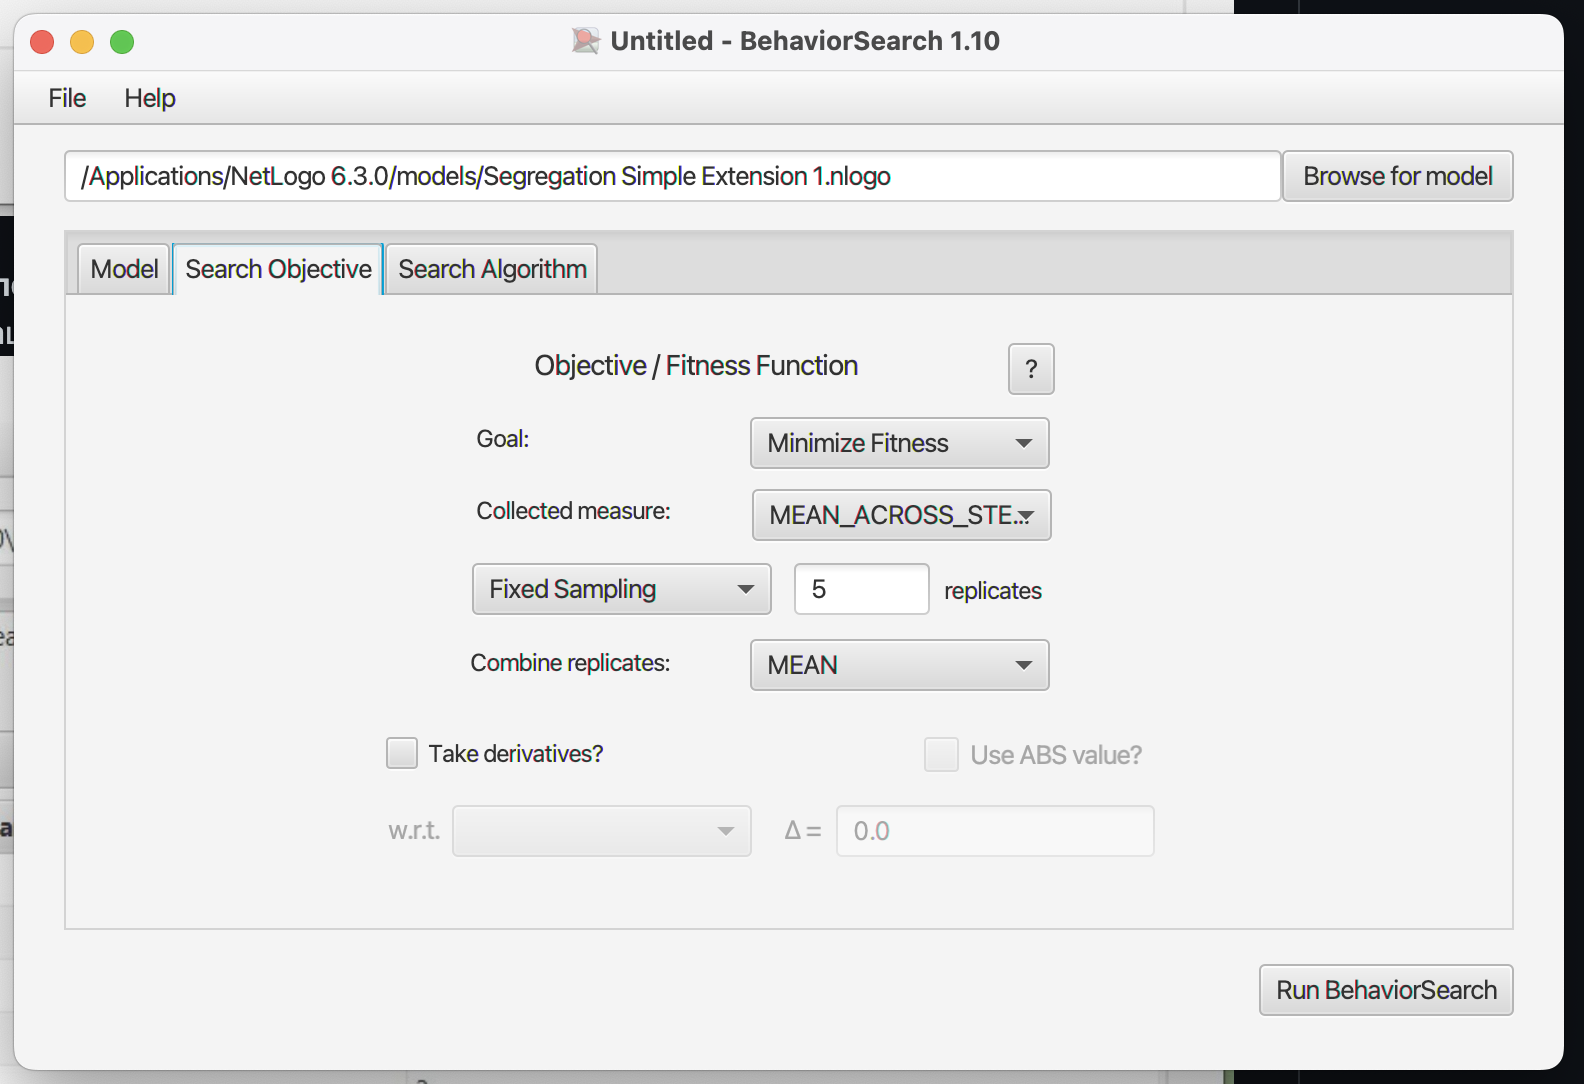 Untitled - BehaviorSearch 1.10
File Help
/Applications/NetLogo 6.3.0/models/Segregation Simple Extension 1.nlogo Browse for model
Model Search Objective Search Algorithm
Objective / Fitness Function ?
Goal: Minimize Fitness
Collected measure: MEAN_ACROSS_STE...
Fixed Sampling 5 replicates
Combine replicates: MEAN
Take derivatives? Use ABS value?
w.r.t. Δ = 0.0
Run BehaviorSearch